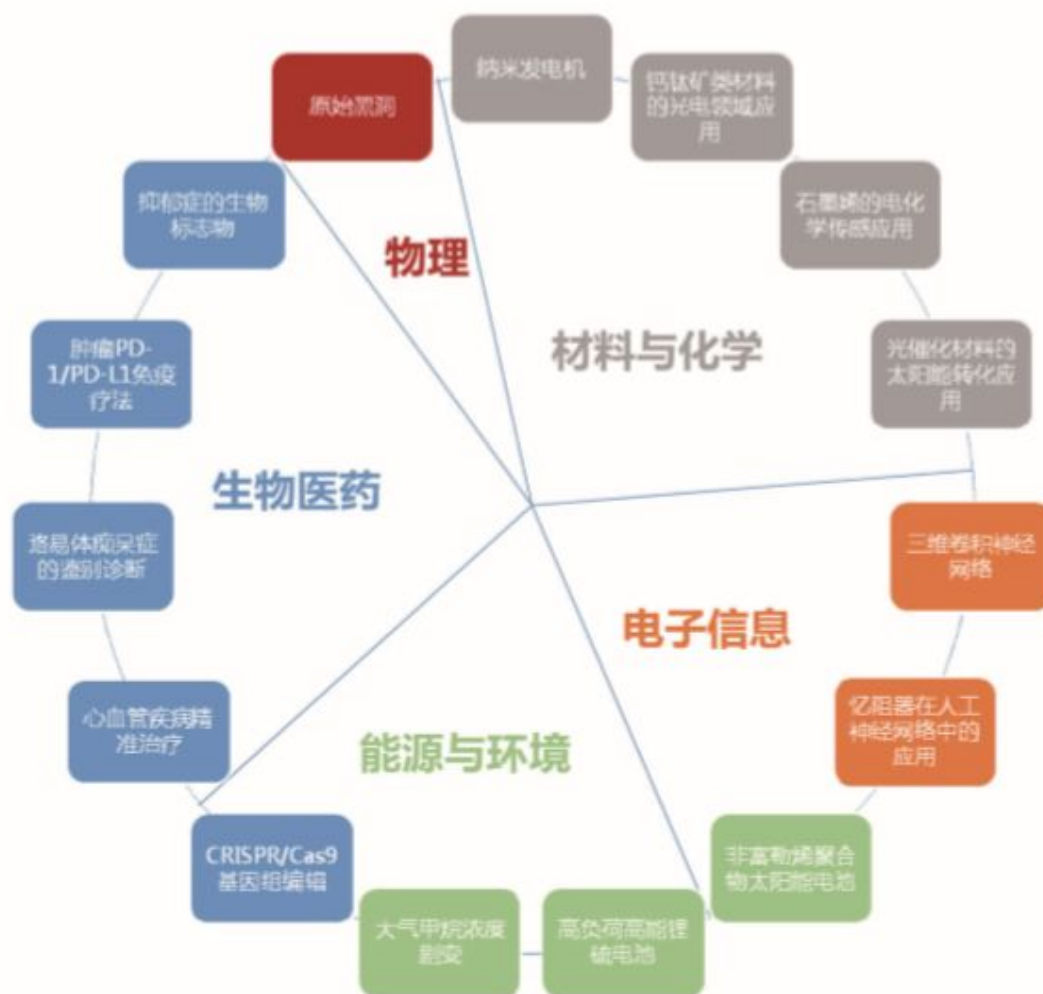 纳米发电机
原始黑洞
钙钛矿类材料
的光电领域应
用
抑郁症的生物
标志物
石墨烯的电化
学传感应用
物理
材料与化学
肿瘤PD-
1/PD-L1免疫
疗法
光催化材料的
太阳能转化应
用
生物医药
路易体痴呆症
的鉴别诊断
三维卷积神经
网络
电子信息
心血管疾病精
准治疗
忆阻器在人工
神经网络中的
应用
能源与环境
CRISPR/Cas9
基因组编辑
非富勒烯聚合
物太阳能电池
大气甲烷浓度
剧变
高负荷高能锂
硫电池